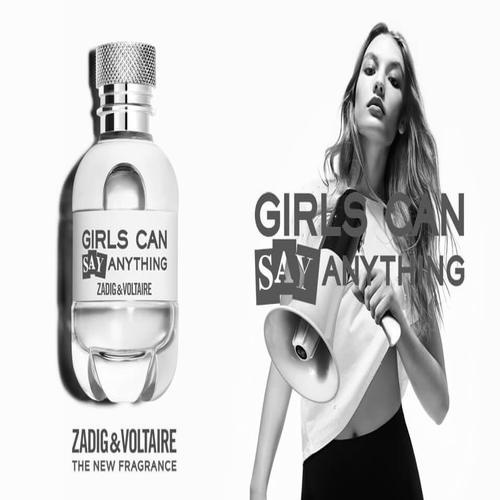 GIRLS CAN
SAY ANYTHING
ZADIG&VOLTAIRE
ZADIG&VOLTAIRE
THE NEW FRAGRANCE
GIRLS CAN
SAY ANYTHING